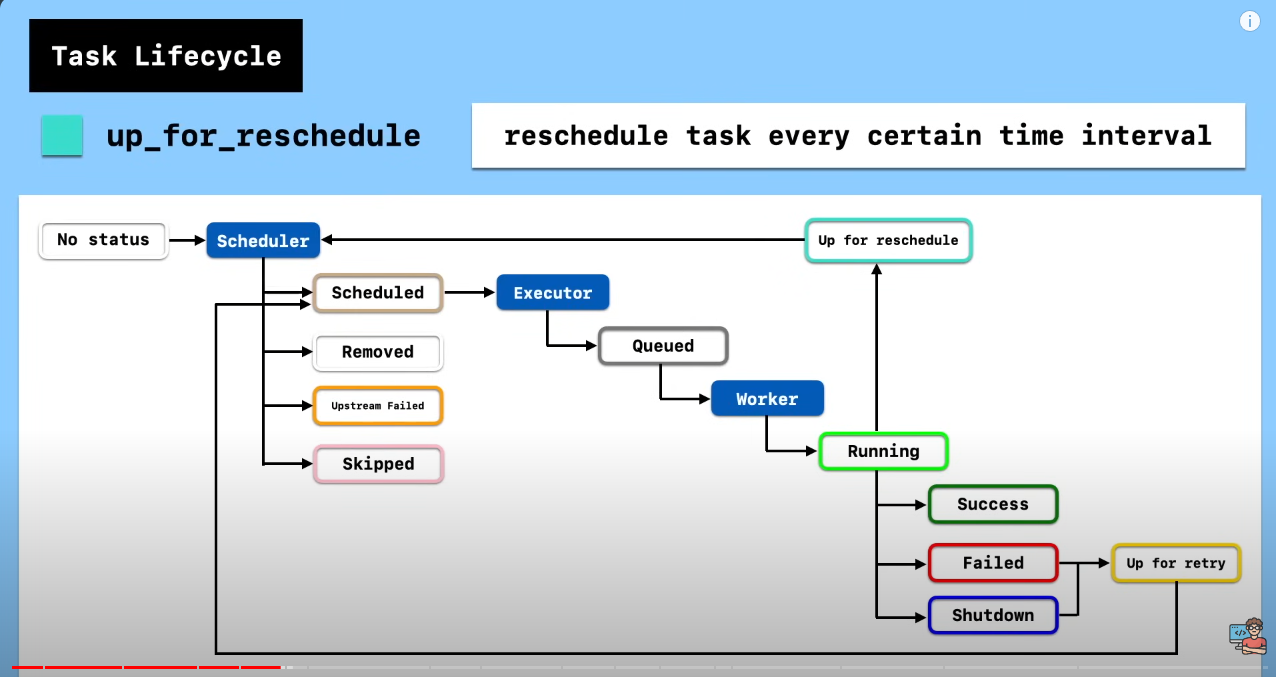 Task Lifecycle
up_for_reschedule
reschedule task every certain time interval
No status
Scheduler
Up for reschedule
Scheduled
Executor
Removed
Queued
Upstream Failed
Worker
Skipped
Running
Success
Failed
Up for retry
Shutdown